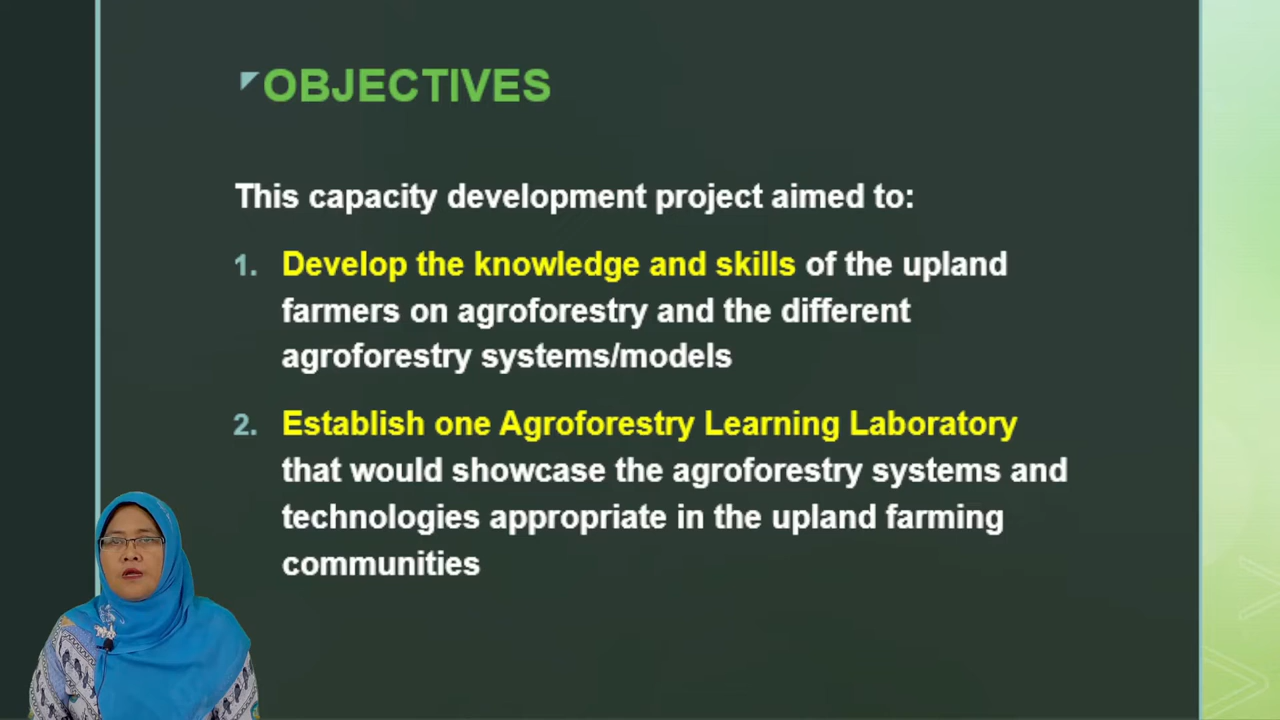 OBJECTIVES
This capacity development project aimed to:
1. Develop the knowledge and skills of the upland
farmers on agroforestry and the different
agroforestry systems/models
2. Establish one Agroforestry Learning Laboratory
that would showcase the agroforestry systems and
technologies appropriate in the upland farming
communities